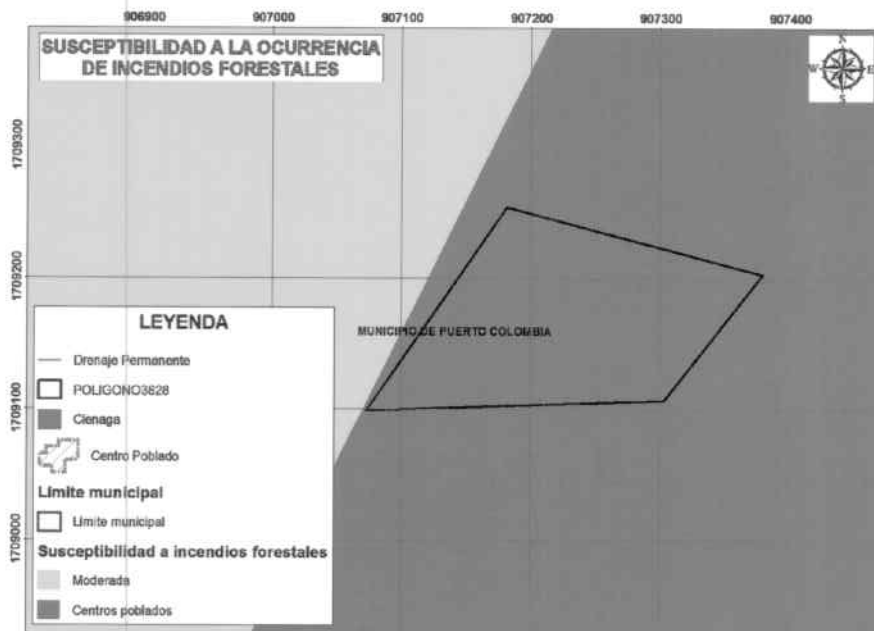 906900 907000 907100 907200 907300 907400
SUSCEPTIBILIDAD A LA OCURRENCIA
DE INCENDIOS FORESTALES
N
W E
S
1709300
1709200
1709100
1709000
MUNICIPIO DE PUERTO COLOMBIA
LEYENDA
Drenaje Permanente
POLIGONO3628
Cienaga
Centro Poblado
Limite municipal
Limite municipal
Susceptibilidad a incendios forestales
Moderada
Centros poblados